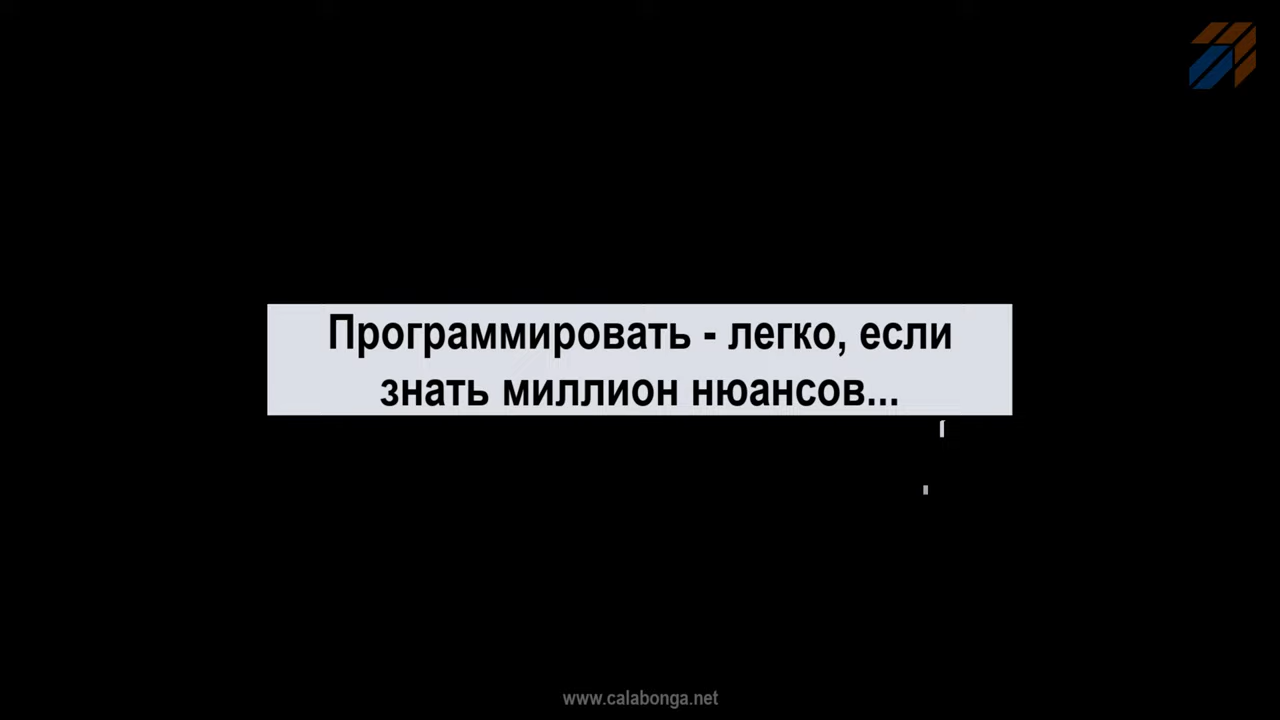 Программировать - легко, если
знать миллион нюансов...
www.calabonga.net